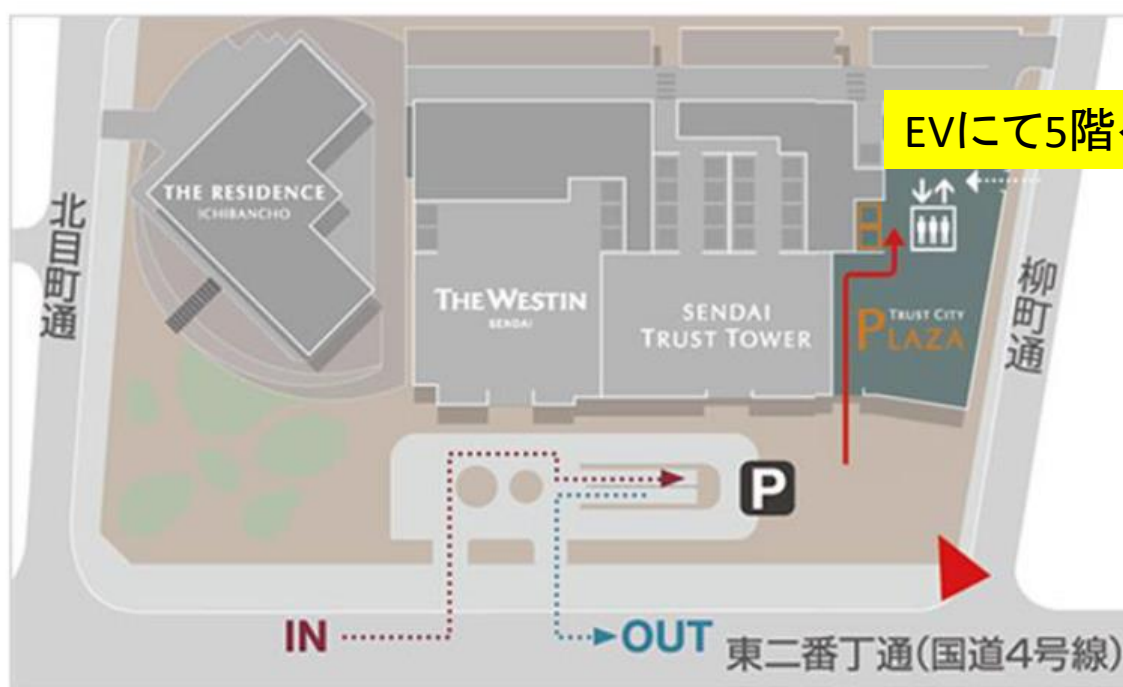 EVにて5階へ
THE RESIDENCE
ICHIBANCHO
北目町通
THE WESTIN
SENDAI
SENDAI
TRUST TOWER
TRUST CITY
PLAZA
柳町通
P
IN
OUT
東二番丁通(国道4号線)